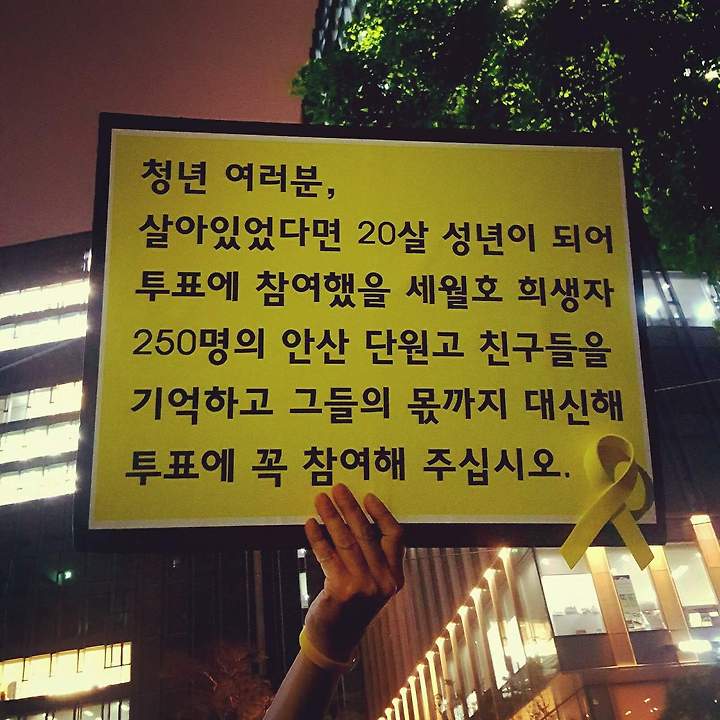 청년 여러분,
살아있었다면 20살 성년이 되어
투표에 참여했을 세월호 희생자
250명의 안산 단원고 친구들을
기억하고 그들의 몫까지 대신해
투표에 꼭 참여해 주십시오.